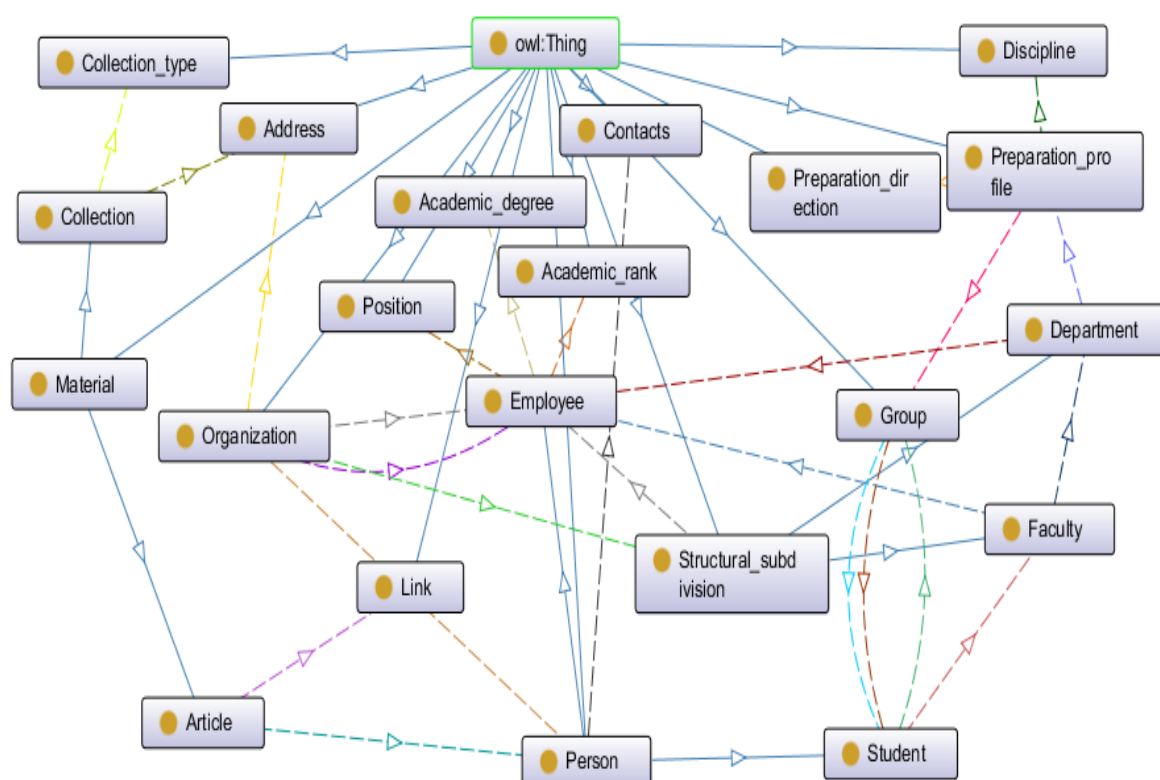 owl:Thing
Collection_type
Discipline
Address
Contacts
Preparation_pro
file
Preparation_dir
ection
Collection
Academic_degree
Academic_rank
Position
Department
Material
Employee
Group
Organization
Faculty
Structural_subd
ivision
Link
Article
Person
Student